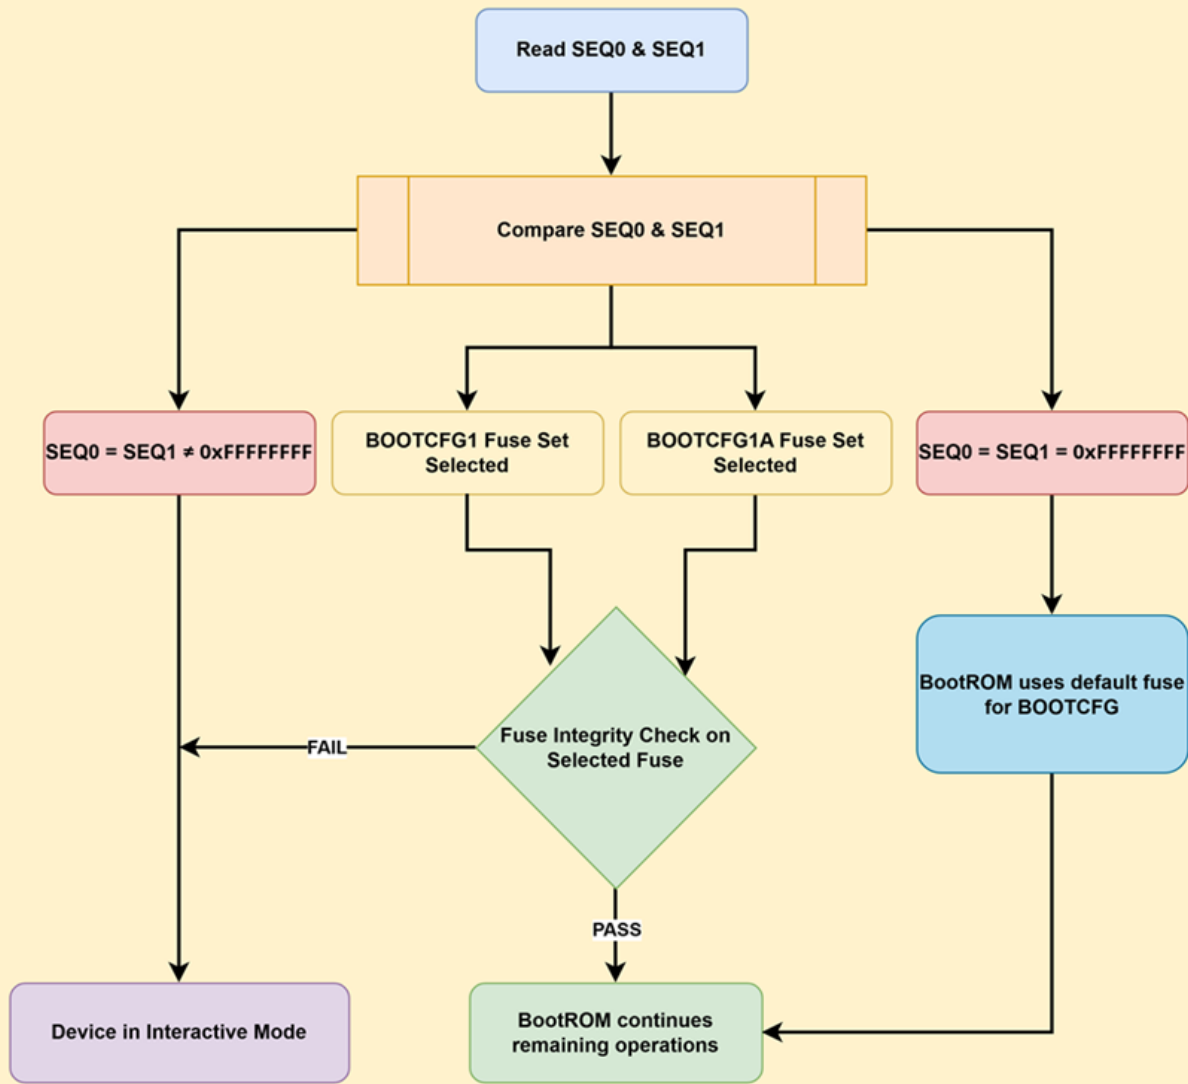 Read SEQ0 & SEQ1
Compare SEQ0 & SEQ1
SEQ0 = SEQ1 ≠ 0xFFFFFFFF
BOOTCFG1 Fuse Set
Selected
BOOTCFG1A Fuse Set
Selected
SEQ0 = SEQ1 = 0xFFFFFFFF
BootROM uses default fuse
for BOOTCFG
Fuse Integrity Check on
Selected Fuse
FAIL
PASS
Device in Interactive Mode
BootROM continues
remaining operations